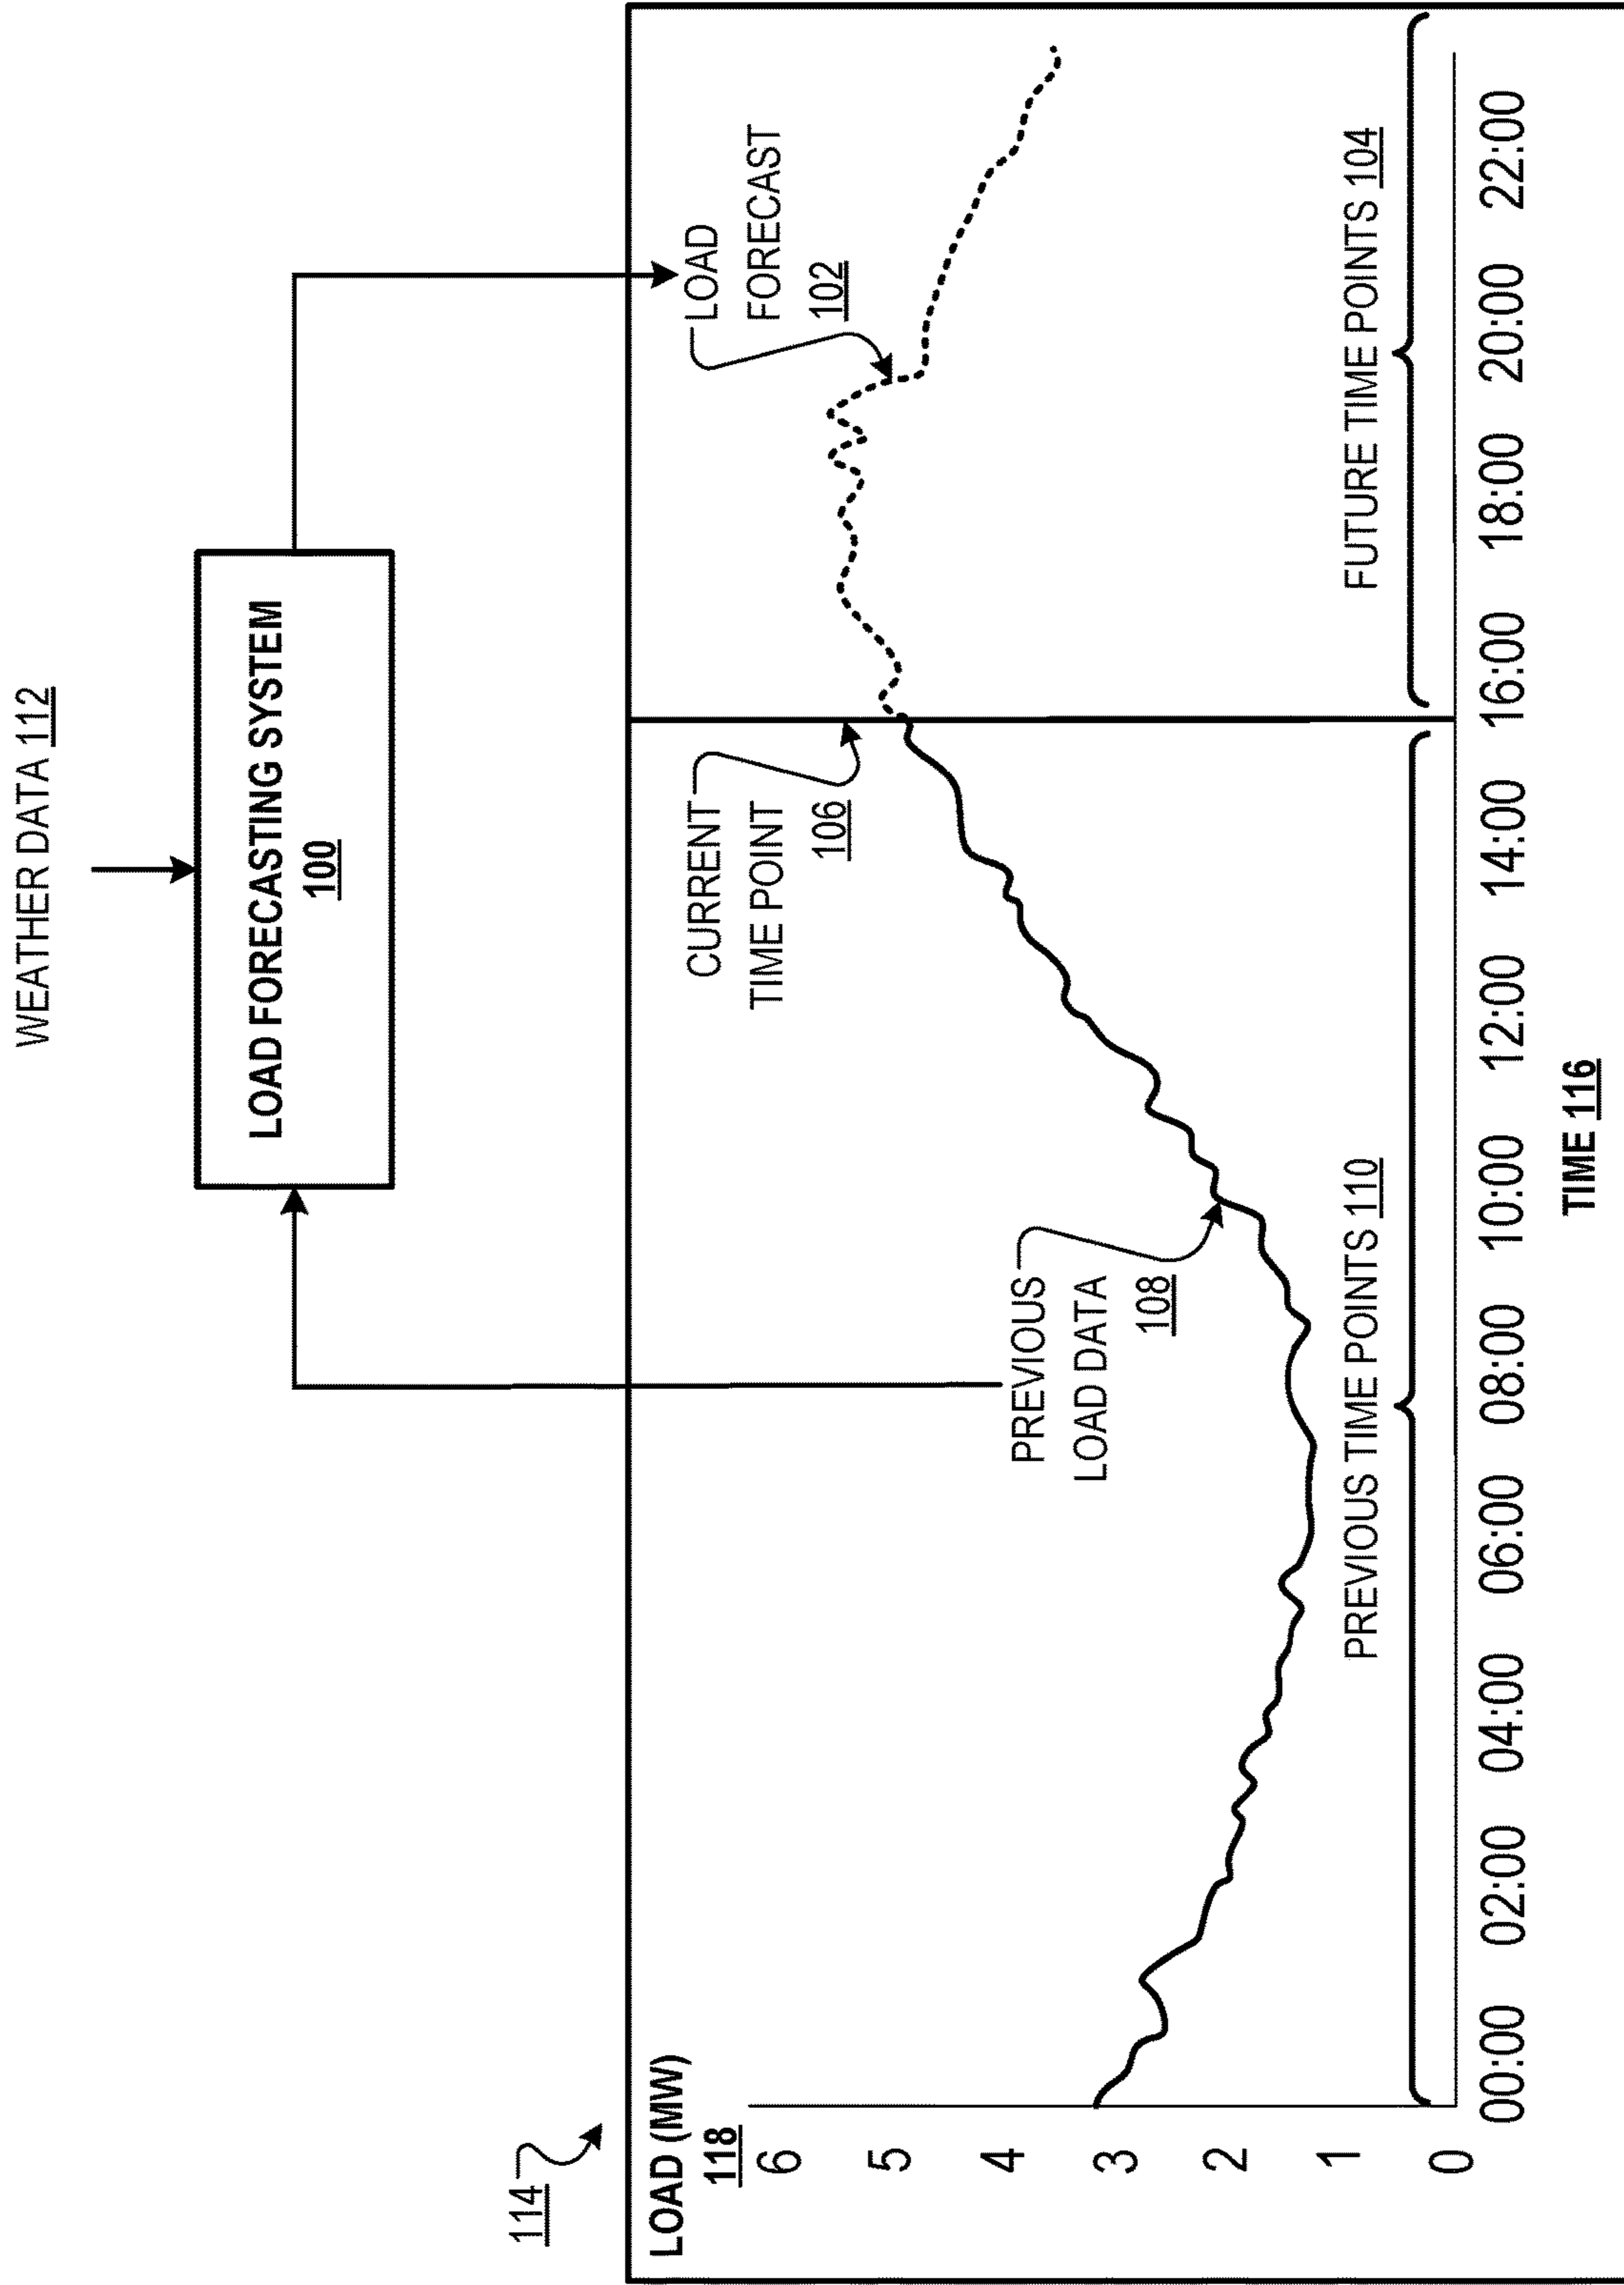 WEATHER DATA 112
LOAD FORECASTING SYSTEM
100
114
LOAD (MW)
118
6
5
4
3
2
1
0
CURRENT
TIME POINT
106
LOAD
FORECAST
102
PREVIOUS
LOAD DATA
108
PREVIOUS TIME POINTS 110
FUTURE TIME POINTS 104
00:00 02:00 04:00 06:00 08:00 10:00 12:00 14:00 16:00 18:00 20:00 22:00
TIME 116